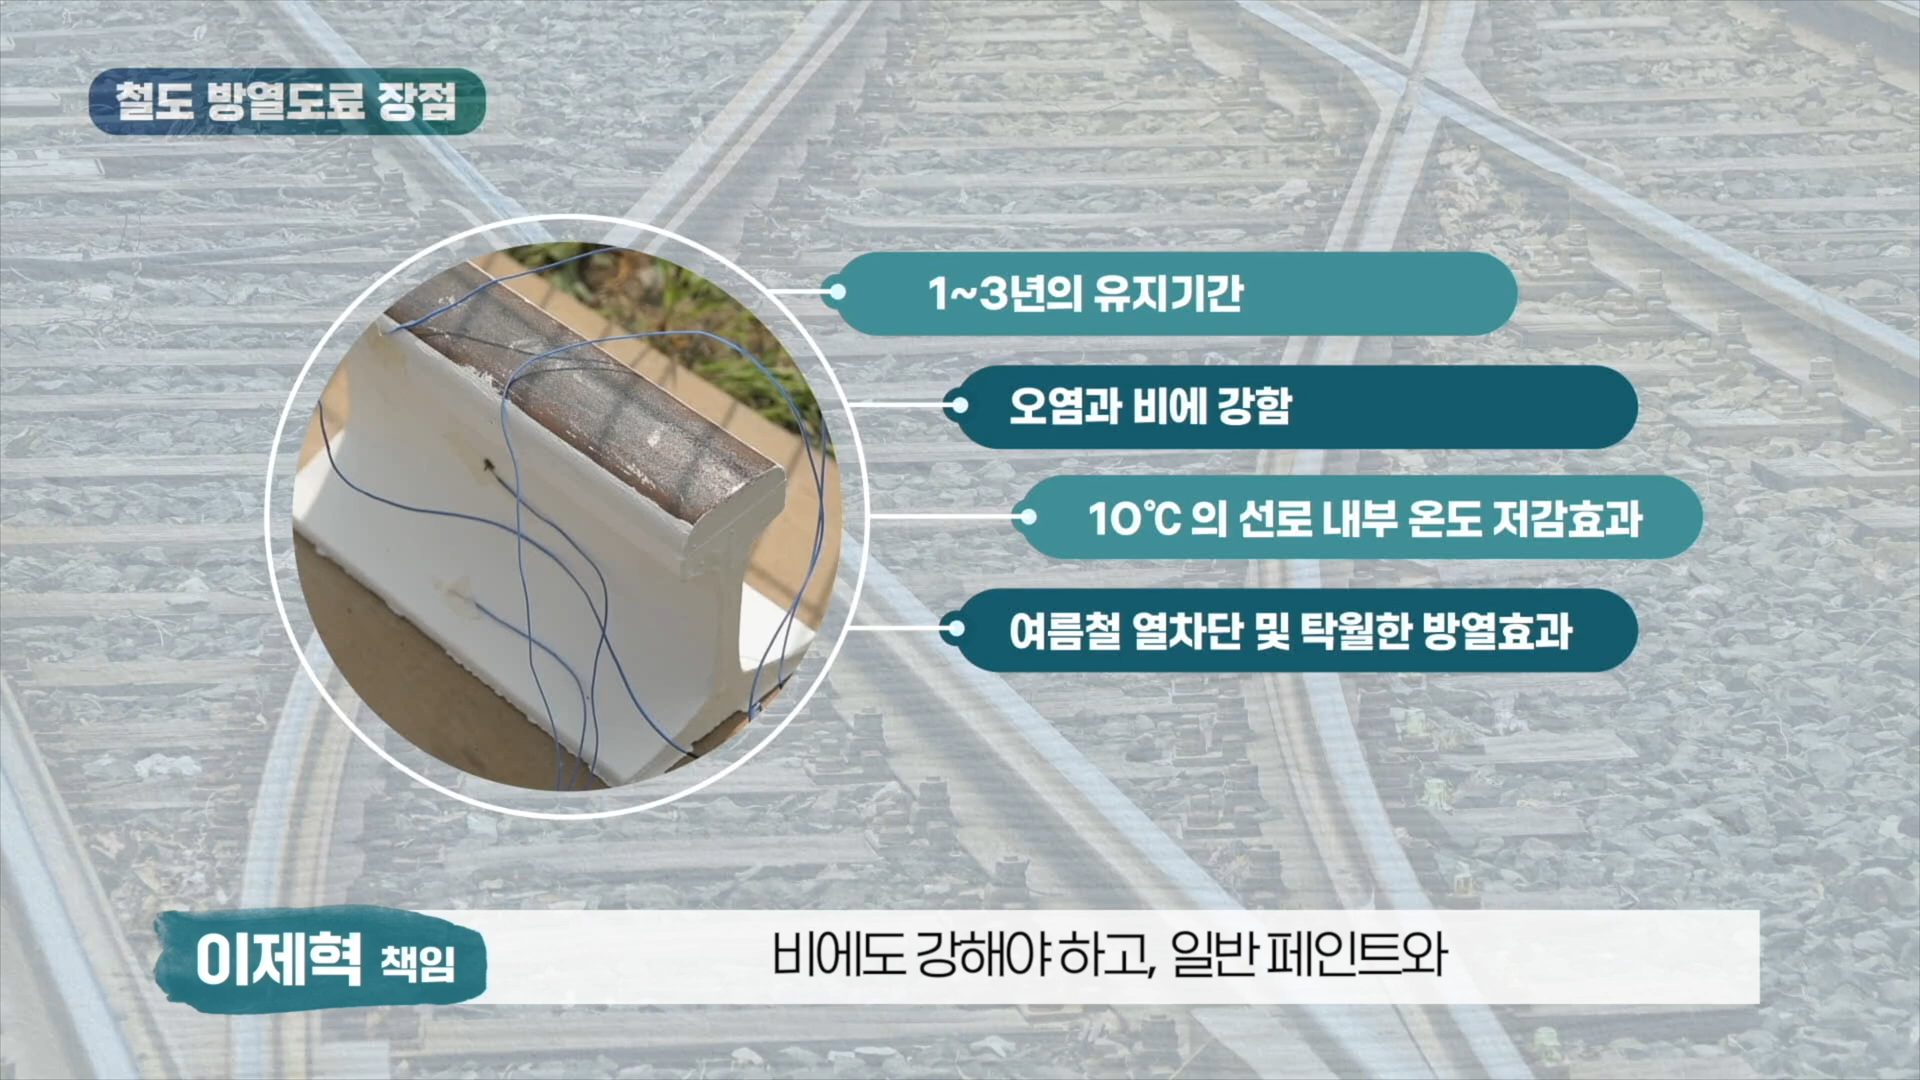 철도 방열도료 장점
1~3년의 유지기간
오염과 비에 강함
10℃ 의 선로 내부 온도 저감효과
여름철 열차단 및 탁월한 방열효과
이제혁 책임
비에도 강해야 하고, 일반 페인트와